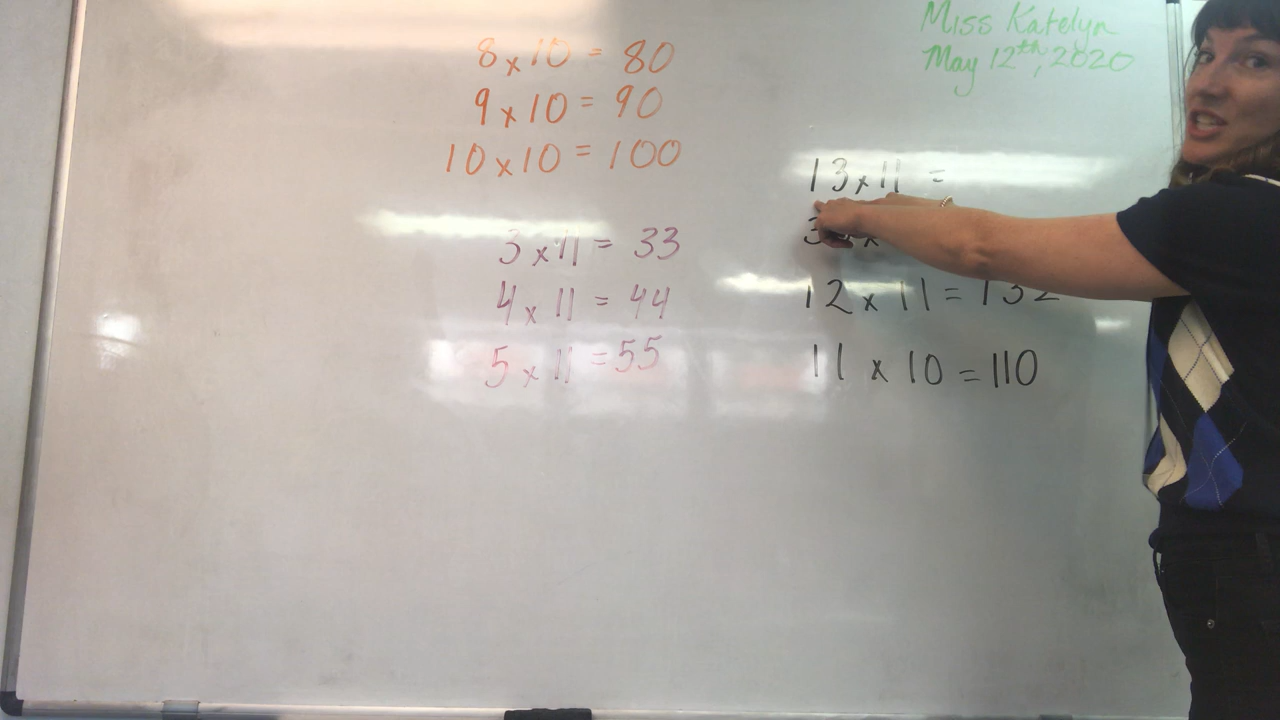 8 x 10 = 80
9 x 10 = 90
10 x 10 = 100
3 x 11 = 33
4 x 11 = 44
5 x 11 = 55
Miss Katelyn
May 12th, 2020
13 x 11 =
12 x 11 = 132
11 x 10 = 110